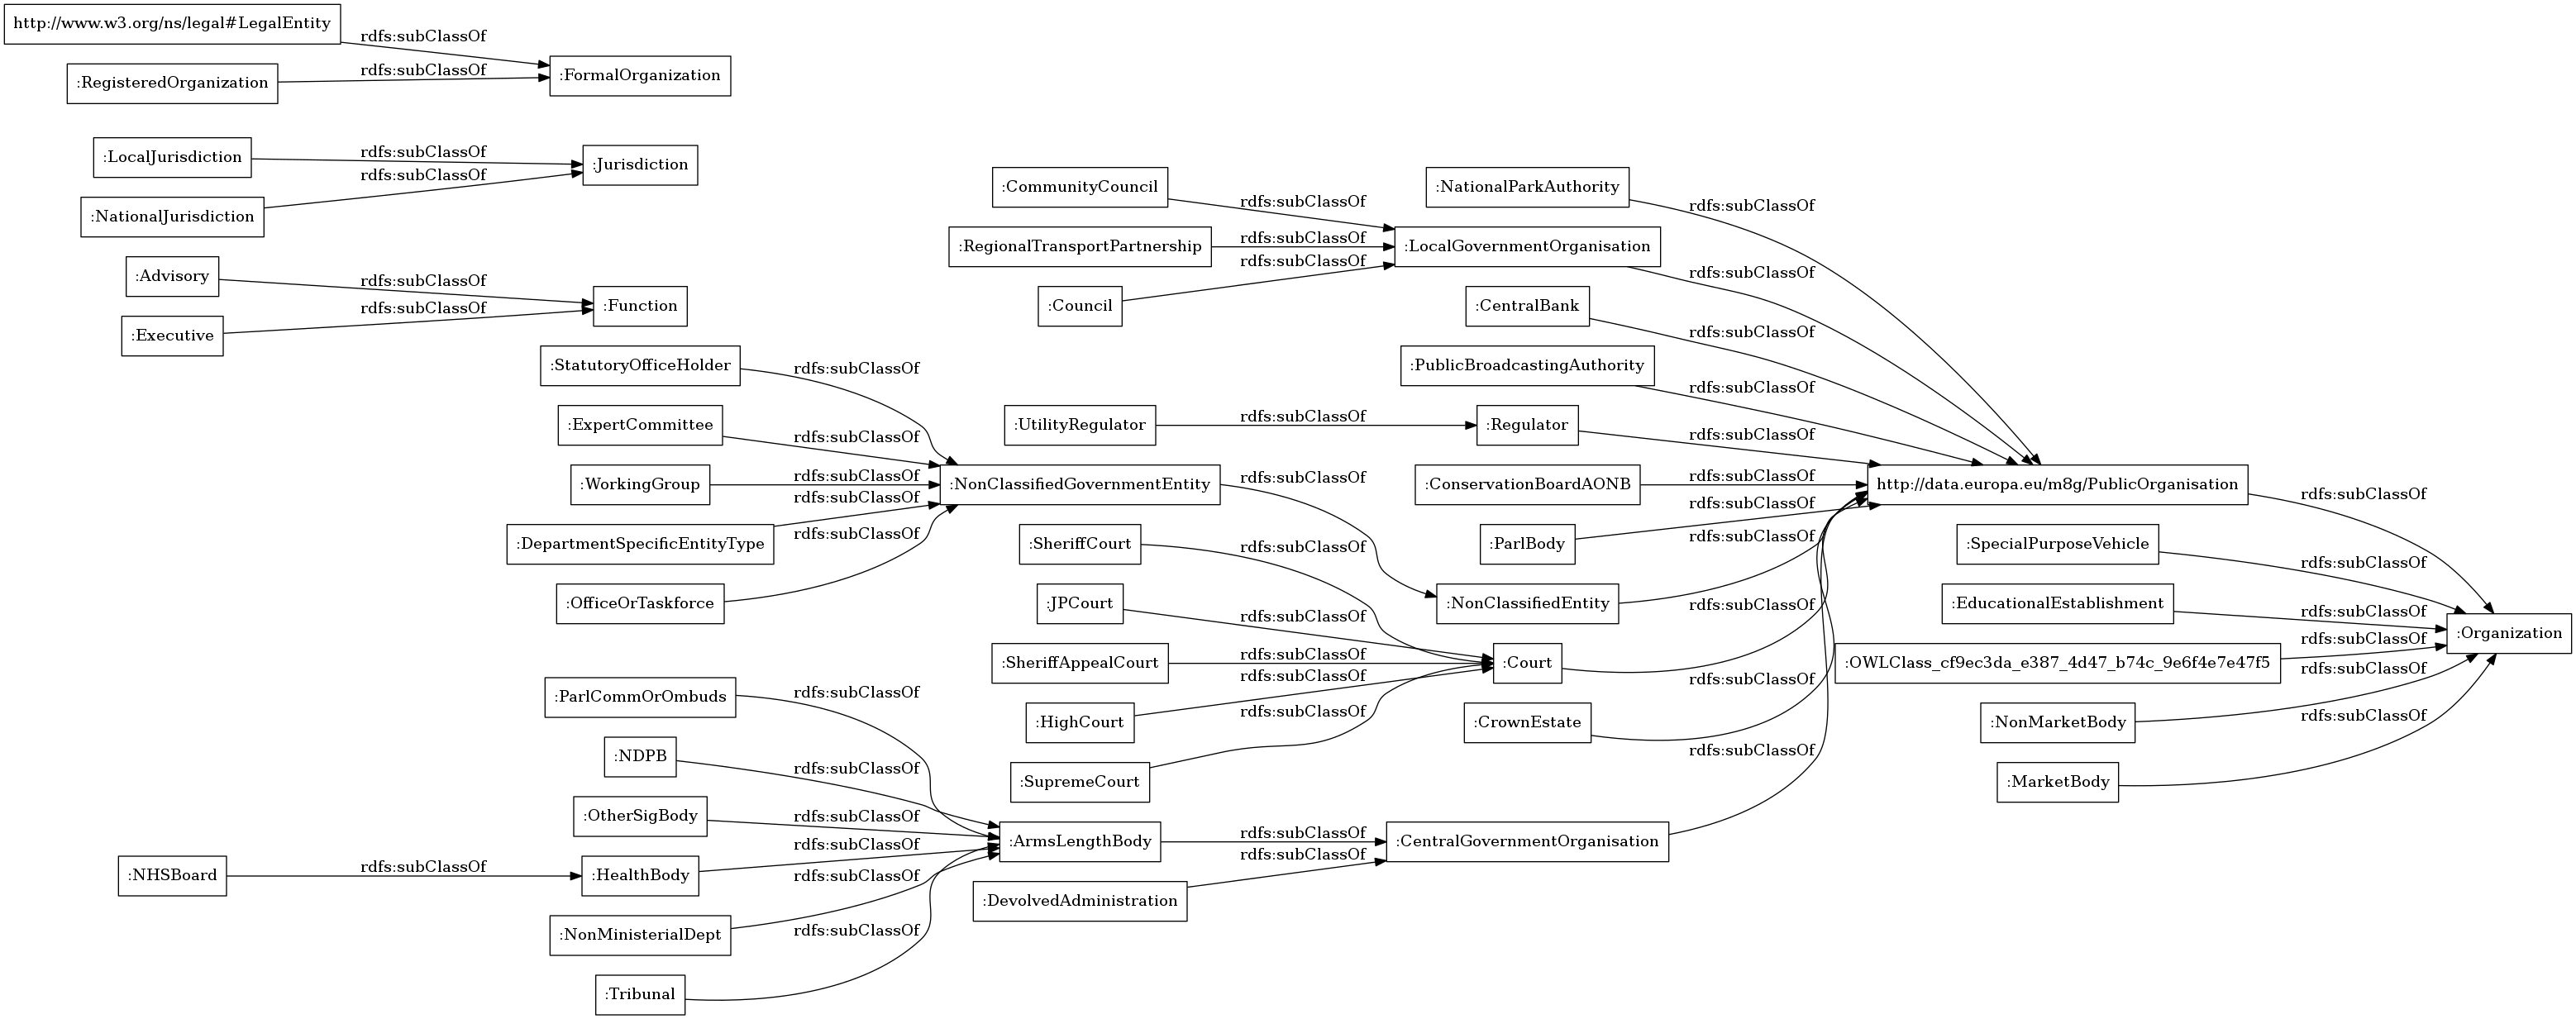 http://www.w3.org/ns/legal#LegalEntity
rdfs:subClassOf
:FormalOrganization
:RegisteredOrganization
rdfs:subClassOf
:LocalJurisdiction
rdfs:subClassOf
:Jurisdiction
:NationalJurisdiction
rdfs:subClassOf
:Advisory
rdfs:subClassOf
:Function
:Executive
rdfs:subClassOf
:StatutoryOfficeHolder
rdfs:subClassOf
:ExpertCommittee
rdfs:subClassOf
:WorkingGroup
rdfs:subClassOf
:NonClassifiedGovernmentEntity
rdfs:subClassOf
:DepartmentSpecificEntityType
rdfs:subClassOf
:OfficeOrTaskforce
rdfs:subClassOf
:ParlCommOrOmbuds
rdfs:subClassOf
:NDPB
rdfs:subClassOf
:OtherSigBody
rdfs:subClassOf
:NHSBoard
rdfs:subClassOf
:HealthBody
rdfs:subClassOf
:NonMinisterialDept
rdfs:subClassOf
:Tribunal
rdfs:subClassOf
:CommunityCouncil
rdfs:subClassOf
:RegionalTransportPartnership
rdfs:subClassOf
:LocalGovernmentOrganisation
rdfs:subClassOf
:Council
rdfs:subClassOf
:NationalParkAuthority
rdfs:subClassOf
:CentralBank
rdfs:subClassOf
:PublicBroadcastingAuthority
rdfs:subClassOf
:UtilityRegulator
rdfs:subClassOf
:Regulator
rdfs:subClassOf
:ConservationBoardAONB
rdfs:subClassOf
:ParlBody
rdfs:subClassOf
:NonClassifiedEntity
rdfs:subClassOf
:SheriffCourt
rdfs:subClassOf
:JPCourt
rdfs:subClassOf
:SheriffAppealCourt
rdfs:subClassOf
:Court
rdfs:subClassOf
:HighCourt
rdfs:subClassOf
:SupremeCourt
rdfs:subClassOf
:CrownEstate
rdfs:subClassOf
:ArmsLengthBody
rdfs:subClassOf
:CentralGovernmentOrganisation
rdfs:subClassOf
:DevolvedAdministration
rdfs:subClassOf
http://data.europa.eu/m8g/PublicOrganisation
rdfs:subClassOf
:SpecialPurposeVehicle
rdfs:subClassOf
:EducationalEstablishment
rdfs:subClassOf
:Organization
:OWLClass_cf9ec3da_e387_4d47_b74c_9e6f4e7e47f5
rdfs:subClassOf
:NonMarketBody
rdfs:subClassOf
:MarketBody
rdfs:subClassOf